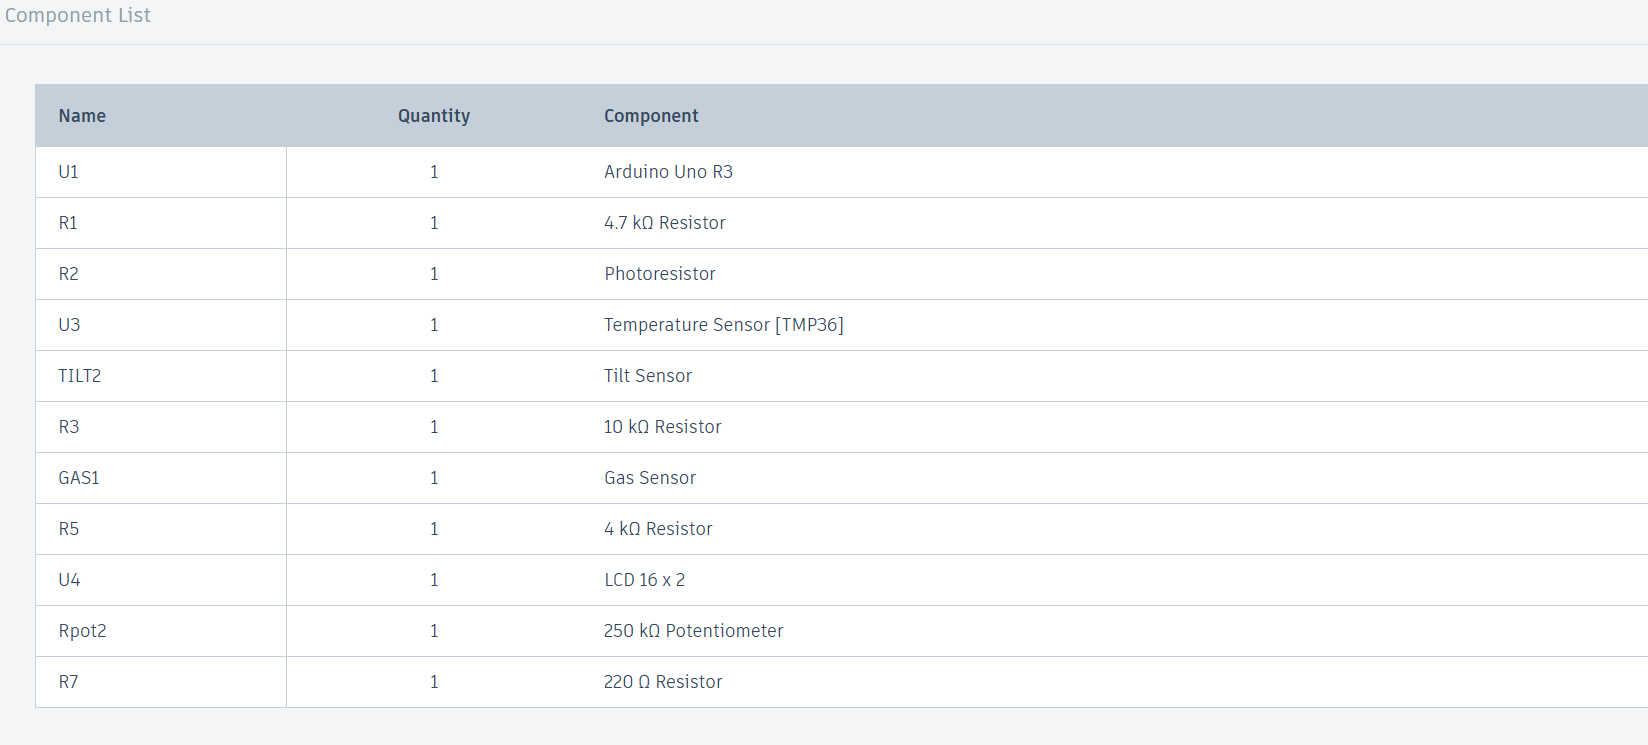 Component List
Name Quantity Component
U1 1 Arduino Uno R3
R1 1 4.7 kΩ Resistor
R2 1 Photoresistor
U3 1 Temperature Sensor [TMP36]
TILT2 1 Tilt Sensor
R3 1 10 kΩ Resistor
GAS1 1 Gas Sensor
R5 1 4 kΩ Resistor
U4 1 LCD 16 x 2
Rpot2 1 250 kΩ Potentiometer
R7 1 220 Ω Resistor